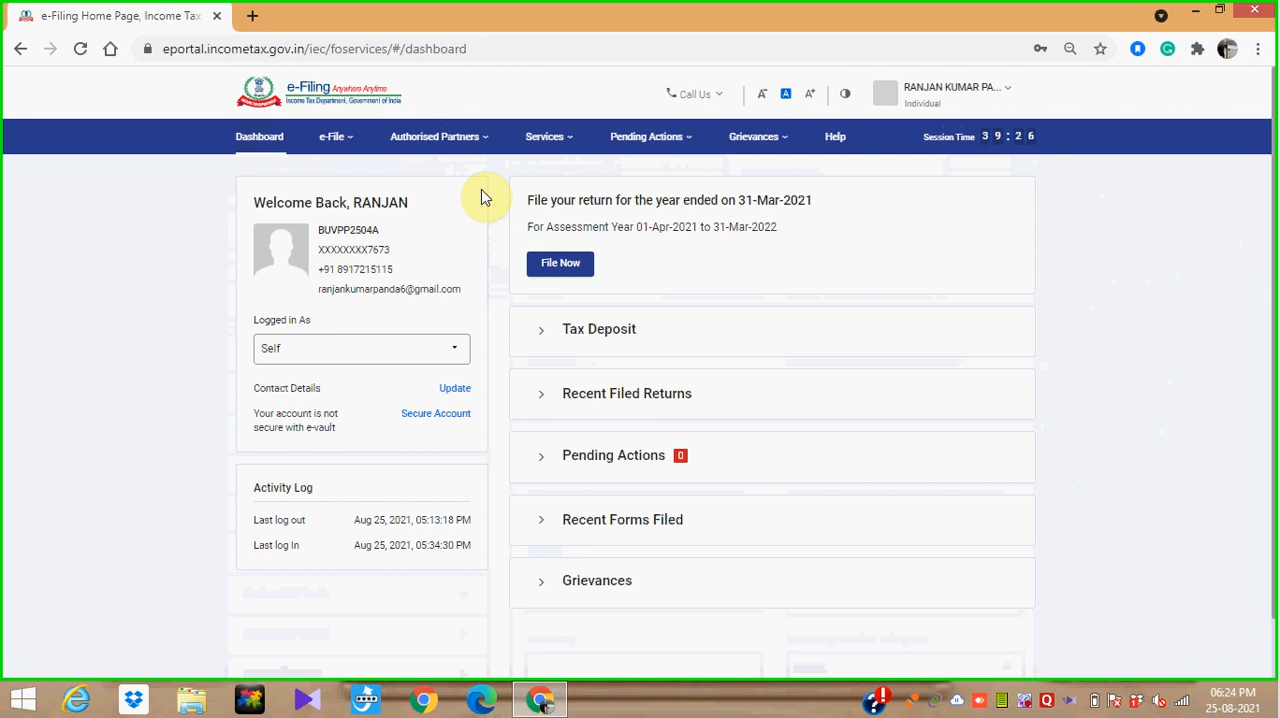 e-Filing Home Page, Income Tax
eportal.incometax.gov.in/iec/foservices/#/dashboard
e-Filing Anywhere Anytime
Income Tax Department, Government of India
Call Us
A-
A
A+
RANJAN KUMAR PA...
Individual
Dashboard
e-File
Authorised Partners
Services
Pending Actions
Grievances
Help
Session Time 3 9 : 2 6
Welcome Back, RANJAN
BUVPP2504A
XXXXXXXX7673
+91 8917215115
ranjankumarpanda6@gmail.com
Logged in As
Self
Contact Details
Update
Your account is not
secure with e-vault
Secure Account
Activity Log
Last log out
Aug 25, 2021, 05:13:18 PM
Last log In
Aug 25, 2021, 05:34:30 PM
File your return for the year ended on 31-Mar-2021
For Assessment Year 01-Apr-2021 to 31-Mar-2022
File Now
Tax Deposit
Recent Filed Returns
Pending Actions 0
Recent Forms Filed
Grievances
06:24 PM
25-08-2021